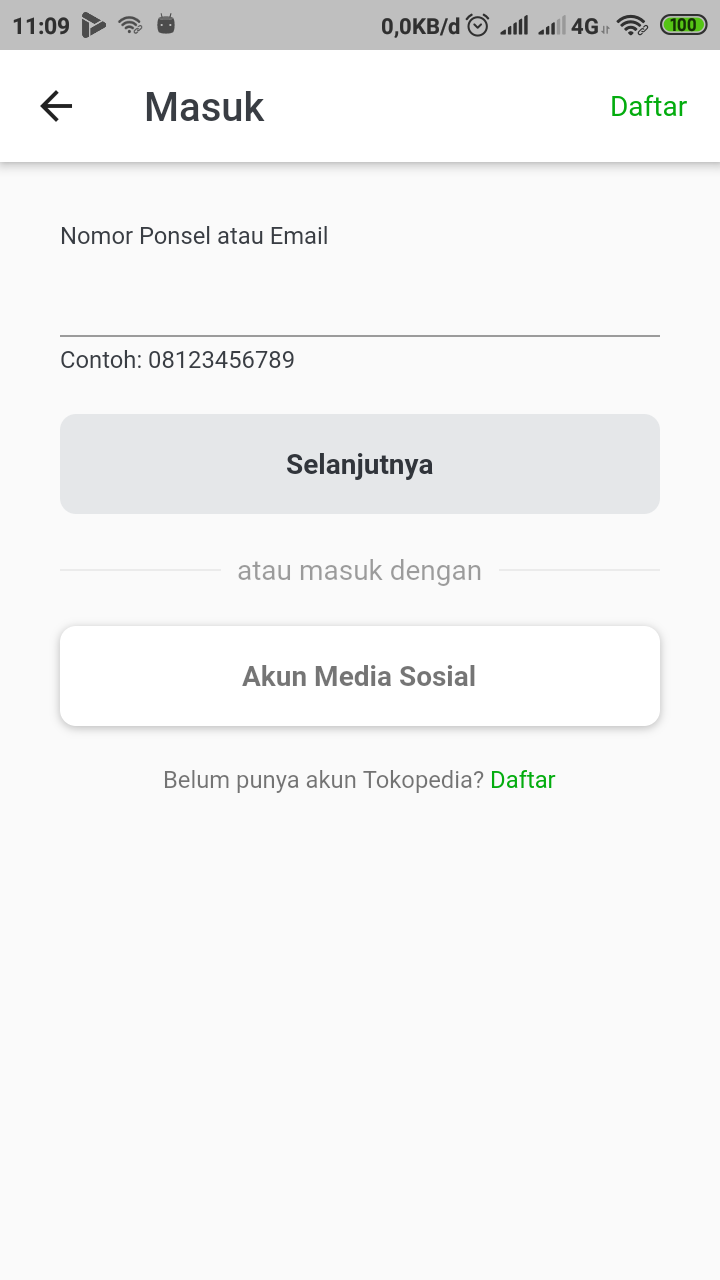 11:09 0,0KB/d 4G 100
Masuk Daftar
Nomor Ponsel atau Email
Contoh: 08123456789
Selanjutnya
atau masuk dengan
Akun Media Sosial
Belum punya akun Tokopedia? Daftar